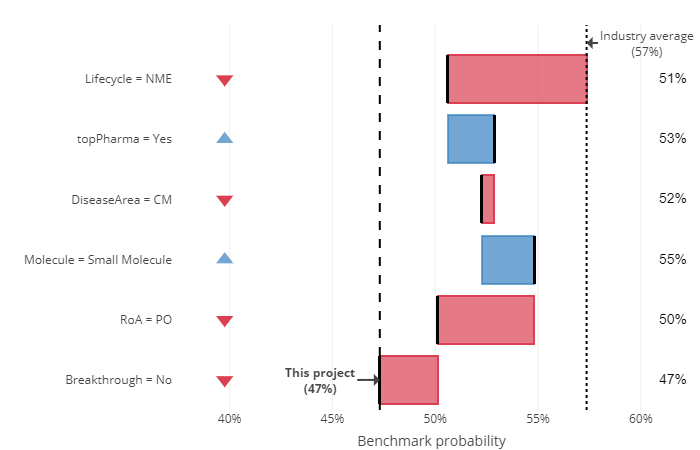 Industry average
(57%)
Lifecycle = NME
51%
topPharma = Yes
53%
DiseaseArea = CM
52%
Molecule = Small Molecule
55%
RoA = PO
50%
This project
(47%)
Breakthrough = No
47%
40%
45%
50%
55%
60%
Benchmark probability